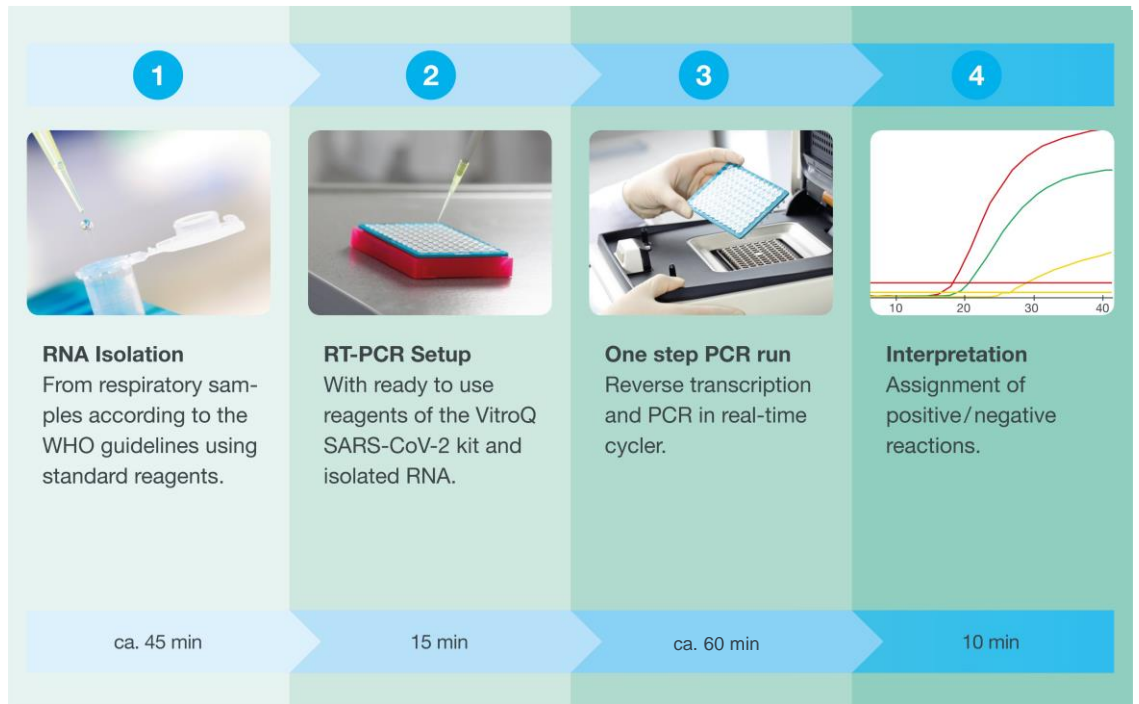 1
2
3
4
10 20 30 40
RNA Isolation
From respiratory sam-
ples according to the
WHO guidelines using
standard reagents.
RT-PCR Setup
With ready to use
reagents of the VitroQ
SARS-CoV-2 kit and
isolated RNA.
One step PCR run
Reverse transcription
and PCR in real-time
cycler.
Interpretation
Assignment of
positive/negative
reactions.
ca. 45 min
15 min
ca. 60 min
10 min